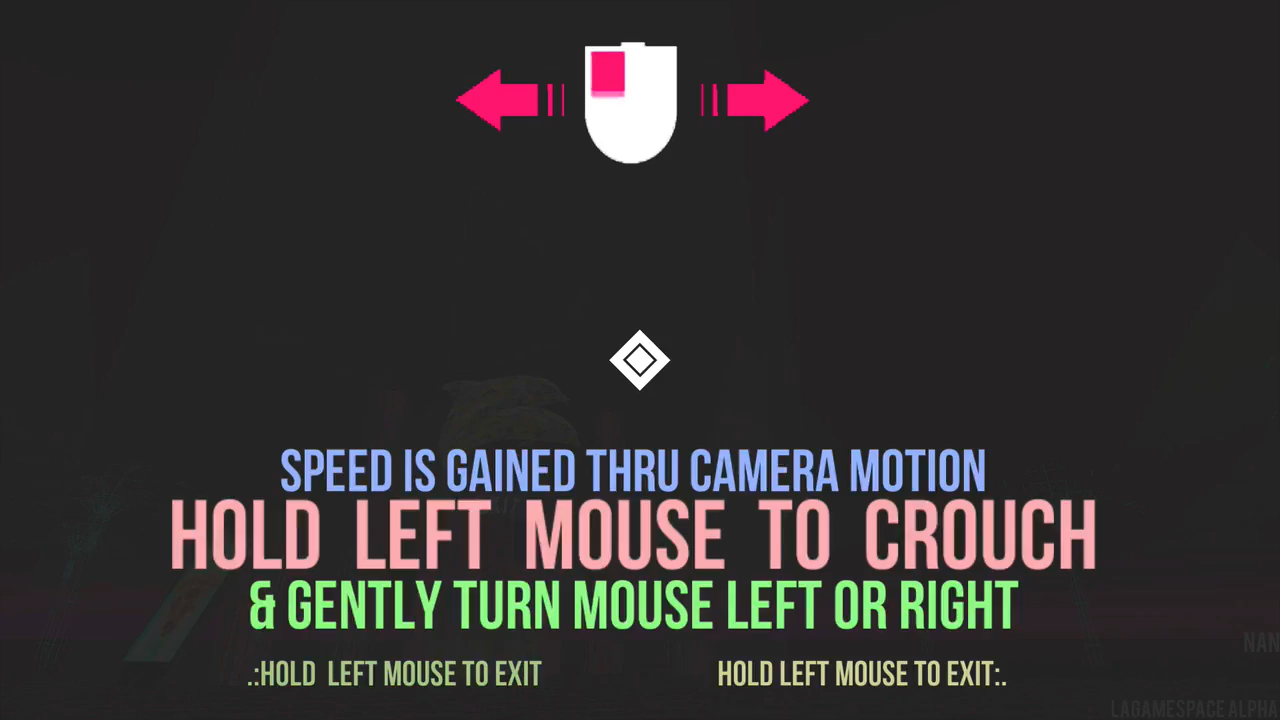 SPEED IS GAINED THRU CAMERA MOTION
HOLD LEFT MOUSE TO CROUCH
& GENTLY TURN MOUSE LEFT OR RIGHT
.:HOLD LEFT MOUSE TO EXIT
HOLD LEFT MOUSE TO EXIT:.
NAN
LAGAMESPACE ALPHA